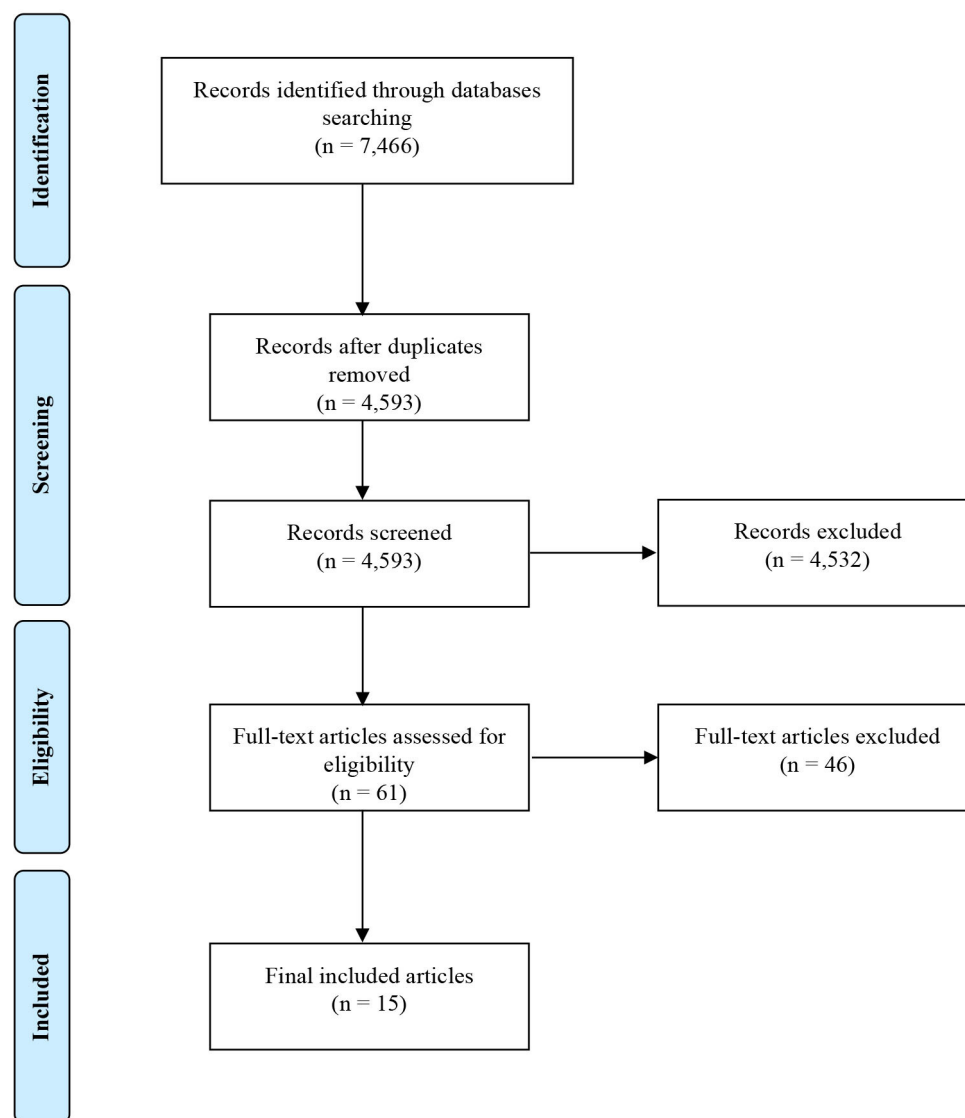 Identification
Records identified through databases
searching
(n = 7,466)
Screening
Records after duplicates
removed
(n = 4,593)
Records screened
(n = 4,593)
Records excluded
(n = 4,532)
Eligibility
Full-text articles assessed for
eligibility
(n = 61)
Full-text articles excluded
(n = 46)
Included
Final included articles
(n = 15)